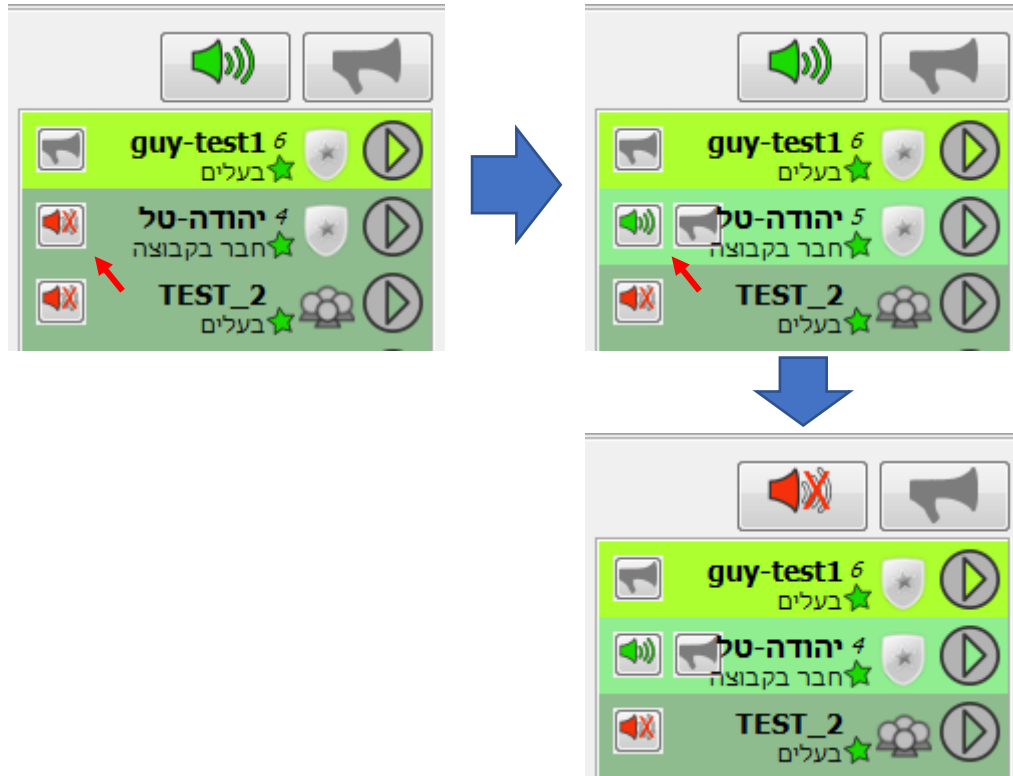 guy-test1 6
בעלים
יהודה-טל 4
חבר בקבוצה
TEST_2
בעלים
guy-test1 6
בעלים
יהודה-טל 5
חבר בקבוצה
TEST_2
בעלים
guy-test1 6
בעלים
יהודה-טל 4
חבר בקבוצה
TEST_2
בעלים